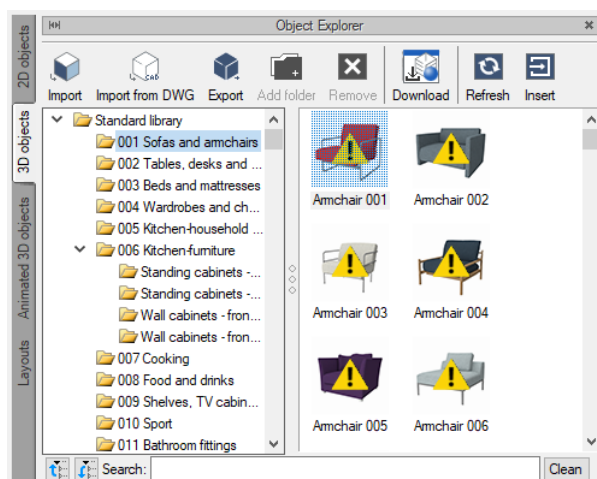 Object Explorer
2D objects
3D objects
Animated 3D objects
Layouts
Import
Import from DWG
Export
Add folder
Remove
Download
Refresh
Insert
CAD
Standard library
001 Sofas and armchairs
002 Tables, desks and ...
003 Beds and mattresses
004 Wardrobes and ch...
005 Kitchen-household ...
006 Kitchen-furniture
Standing cabinets -...
Standing cabinets -...
Wall cabinets - fron...
Wall cabinets - fron...
007 Cooking
008 Food and drinks
009 Shelves, TV cabin...
010 Sport
011 Bathroom fittings
Armchair 001
Armchair 002
Armchair 003
Armchair 004
Armchair 005
Armchair 006
Search:
Clean